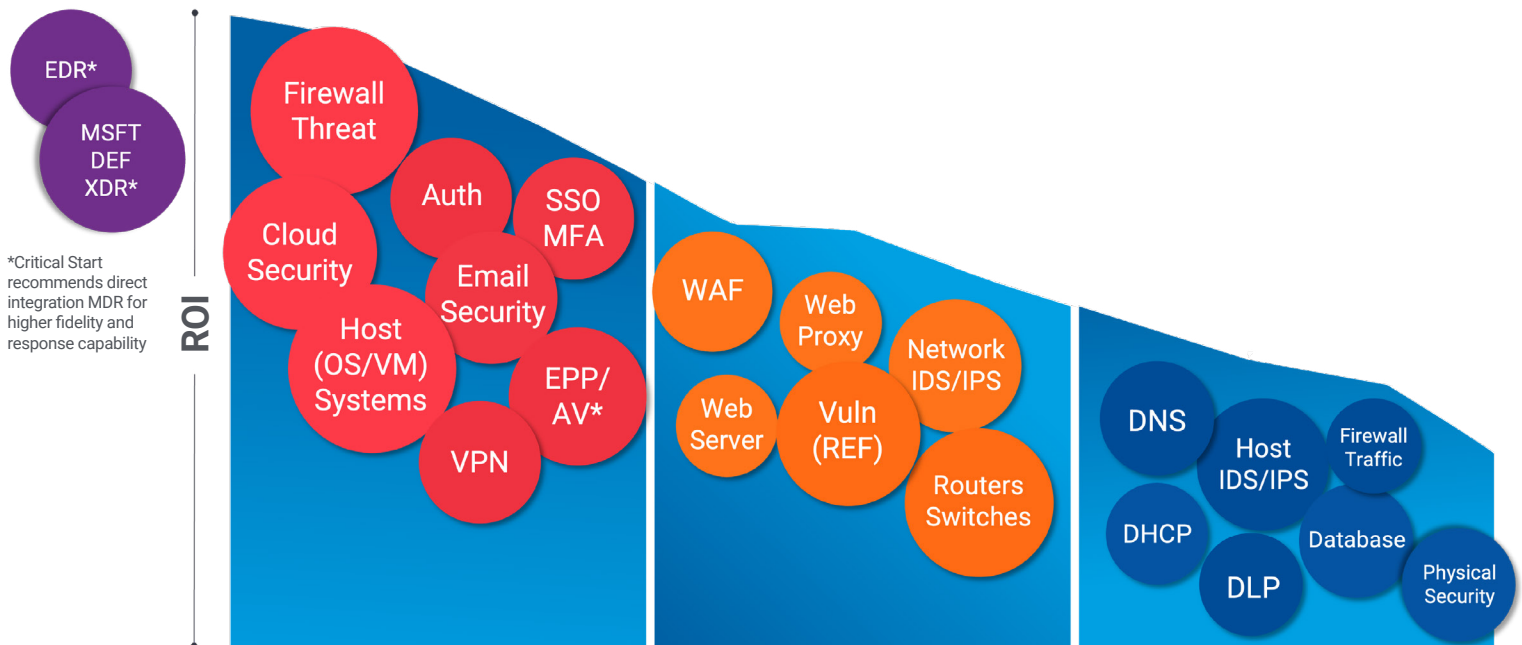 EDR*
MSFT
DEF
XDR*
*Critical Start
recommends direct
integration MDR for
higher fidelity and
response capability
ROI
Firewall
Threat
Auth
SSO
MFA
Cloud
Security
Email
Security
Host
(OS/VM)
Systems
EPP/
AV*
VPN
WAF
Web
Proxy
Network
IDS/IPS
Web
Server
Vuln
(REF)
Routers
Switches
DNS
Host
IDS/IPS
Firewall
Traffic
DHCP
Database
DLP
Physical
Security